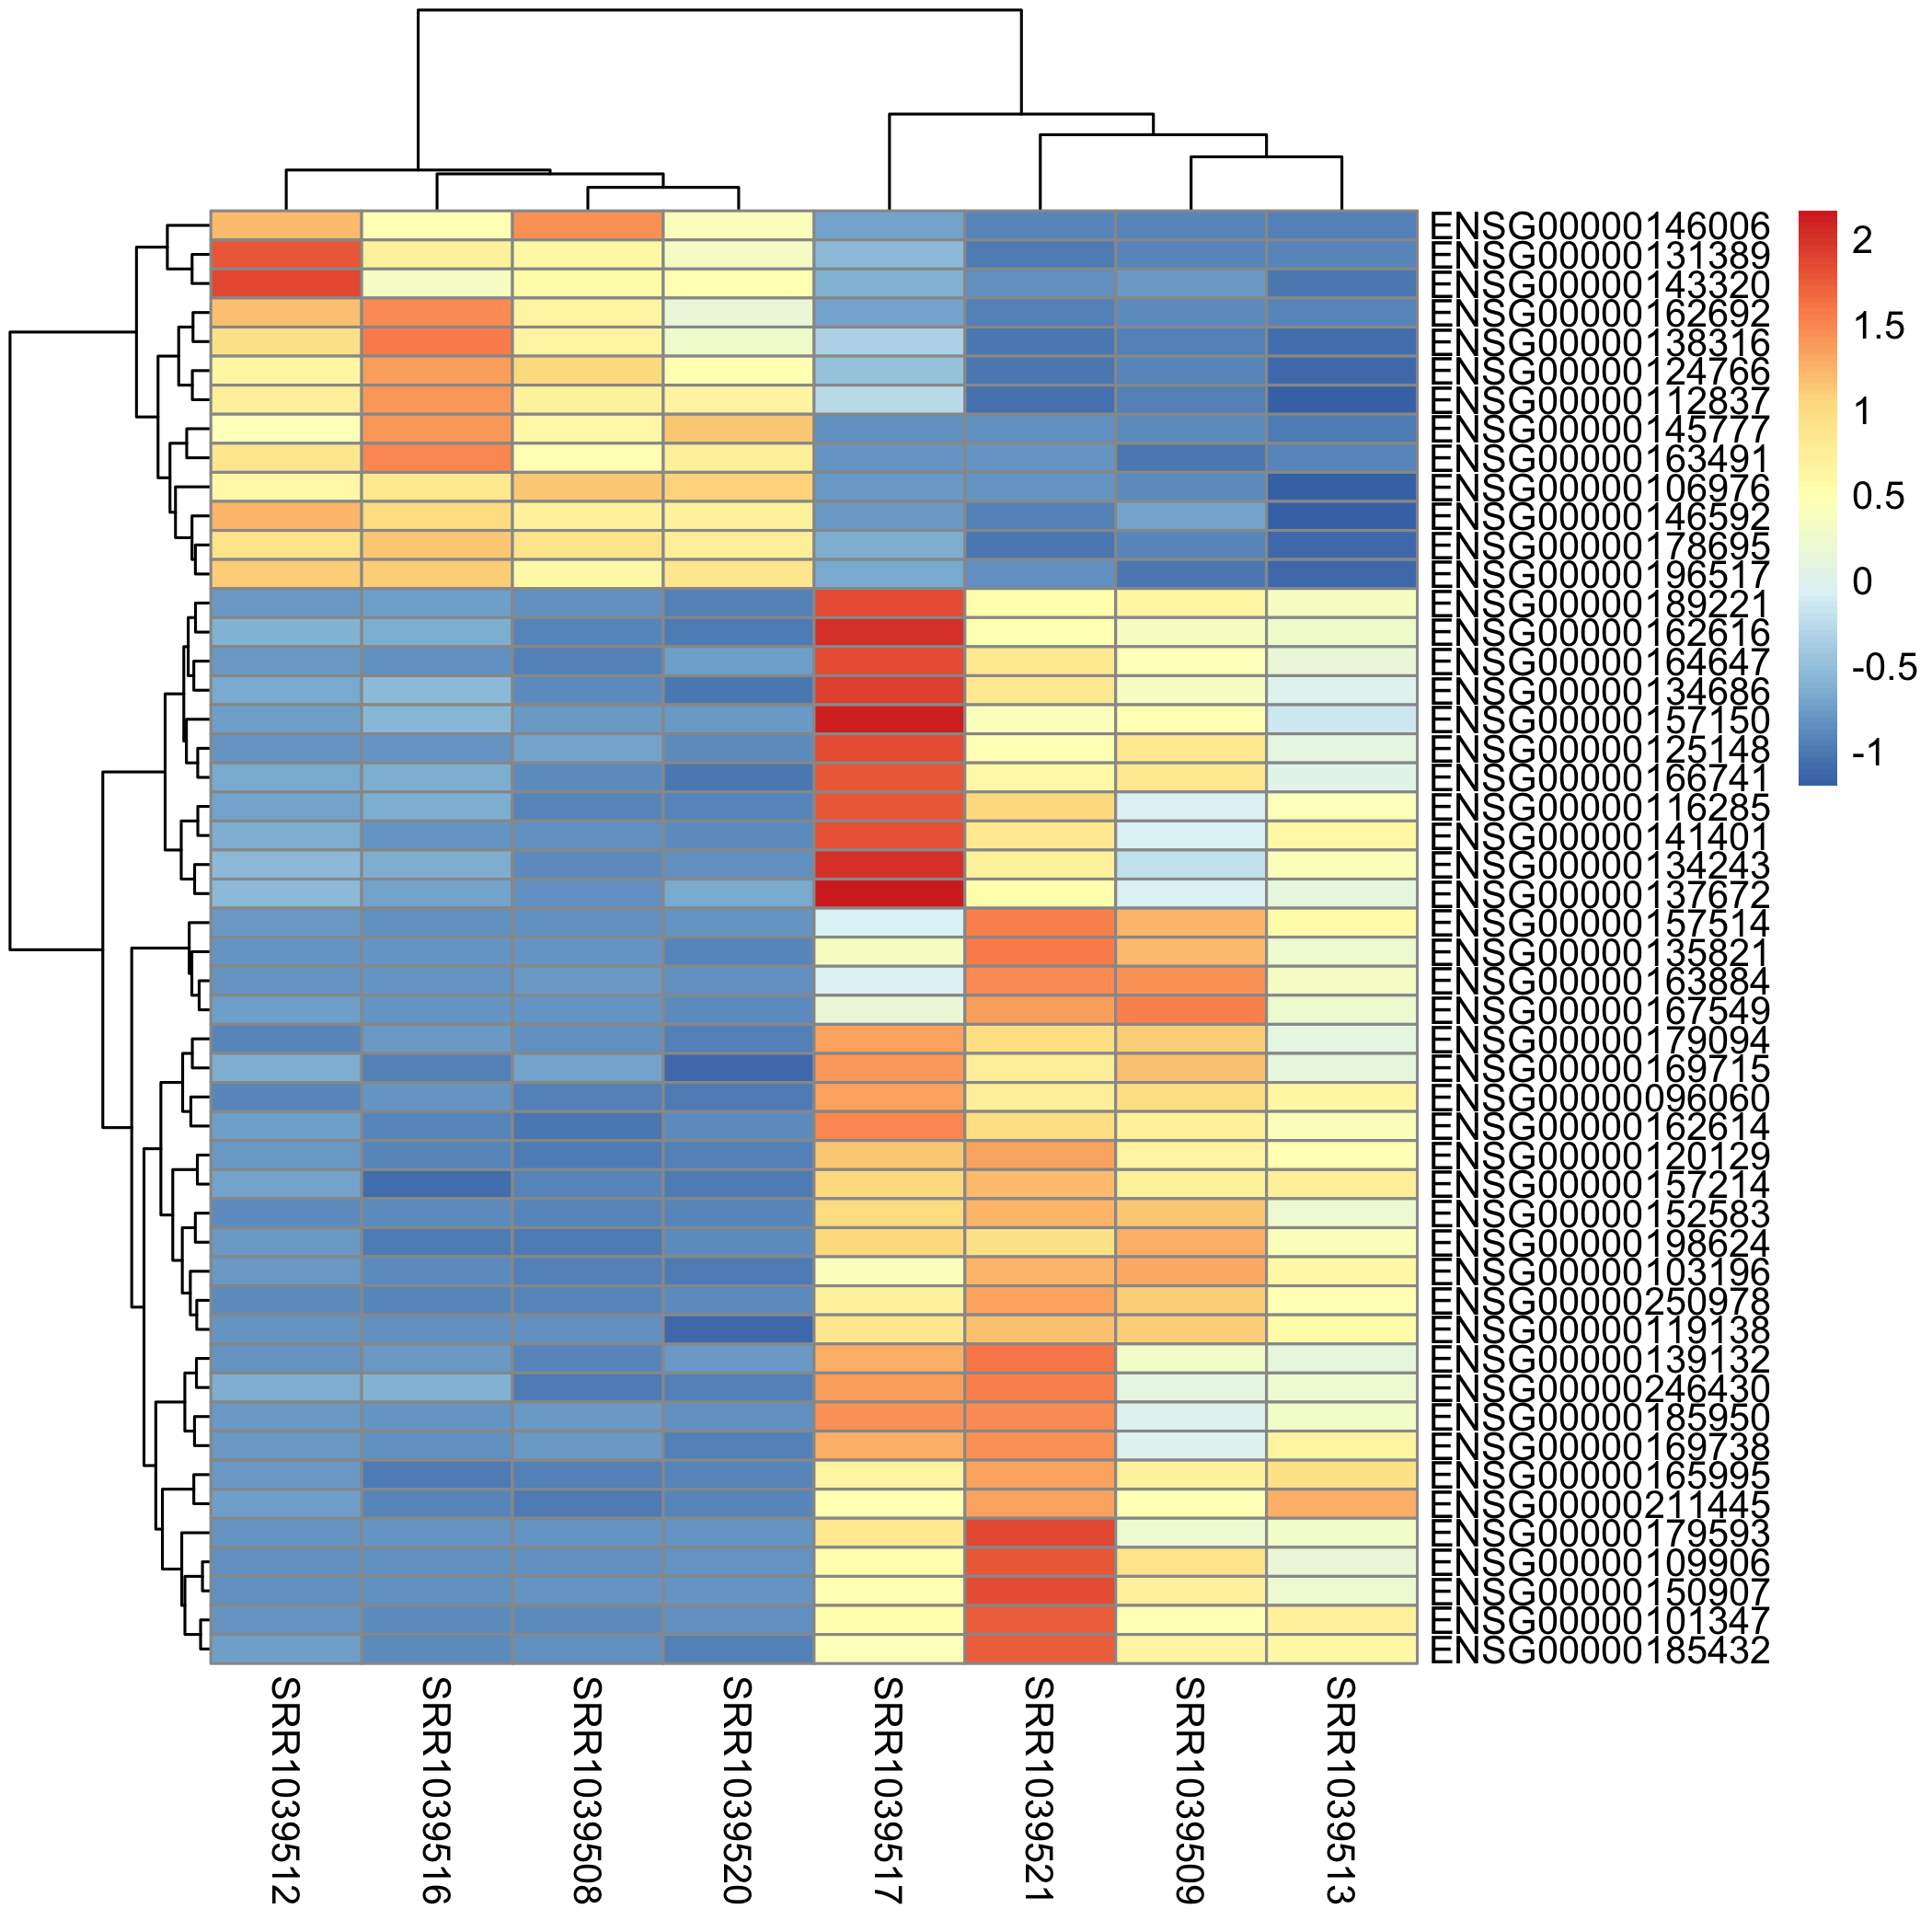 ENSG00000146006
ENSG00000131389
ENSG00000143320
ENSG00000162692
ENSG00000138316
ENSG00000124766
ENSG00000112837
ENSG00000145777
ENSG00000163491
ENSG00000106976
ENSG00000146592
ENSG00000178695
ENSG00000196517
ENSG00000189221
ENSG00000162616
ENSG00000164647
ENSG00000134686
ENSG00000157150
ENSG00000125148
ENSG00000166741
ENSG00000116285
ENSG00000141401
ENSG00000134243
ENSG00000137672
ENSG00000157514
ENSG00000135821
ENSG00000163884
ENSG00000167549
ENSG00000179094
ENSG00000169715
ENSG00000096060
ENSG00000162614
ENSG00000120129
ENSG00000157214
ENSG00000152583
ENSG00000198624
ENSG00000103196
ENSG00000250978
ENSG00000119138
ENSG00000139132
ENSG00000246430
ENSG00000185950
ENSG00000169738
ENSG00000165995
ENSG00000211445
ENSG00000179593
ENSG00000109906
ENSG00000150907
ENSG00000101347
ENSG00000185432
2
1.5
1
0.5
0
-0.5
-1
SRR1039512
SRR1039516
SRR1039508
SRR1039520
SRR1039517
SRR1039521
SRR1039509
SRR1039513